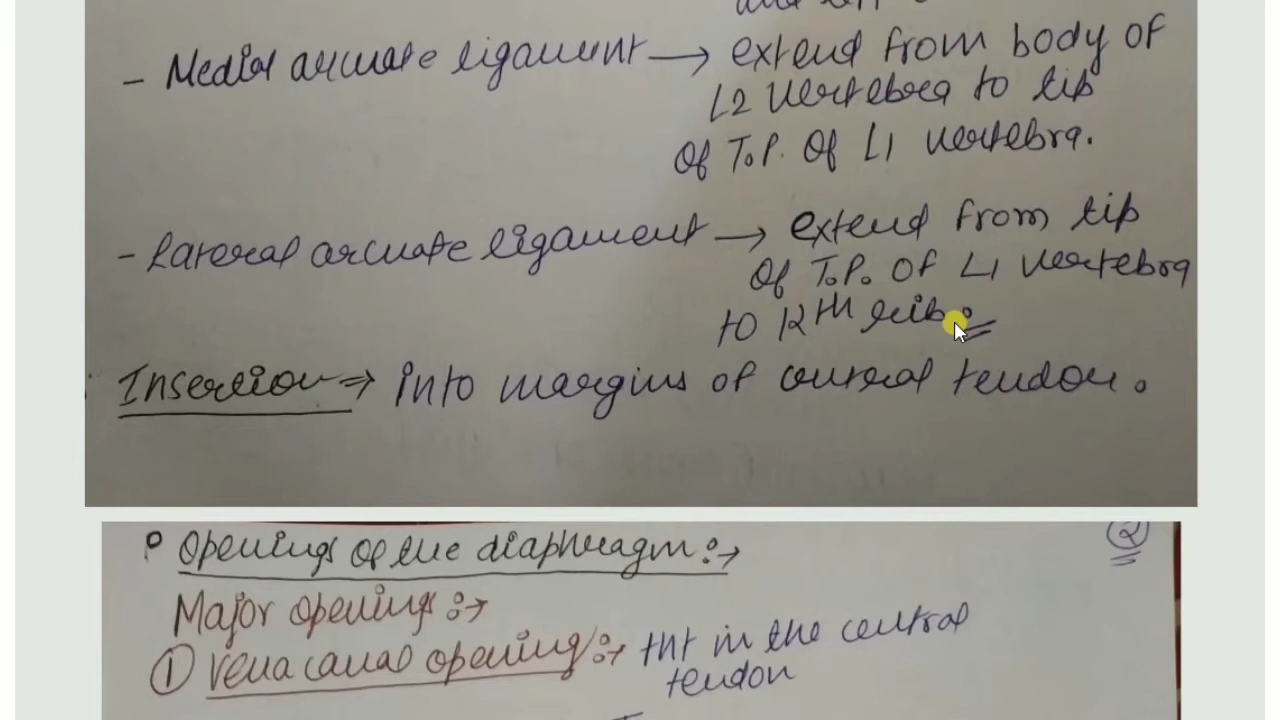 - Medial arcuate ligament → extend from body of
L2 vertebra to tip
Of T.P. Of L1 vertebra.
- Lateral arcuate ligament → extend from tip
Of T.P. Of L1 vertebra
to 12th rib.
Insertion ⇒ into margins of central tendon.
Openings of the diaphragm :→
2
Major openings :→
① vena caval opening :→ in the central
tendon